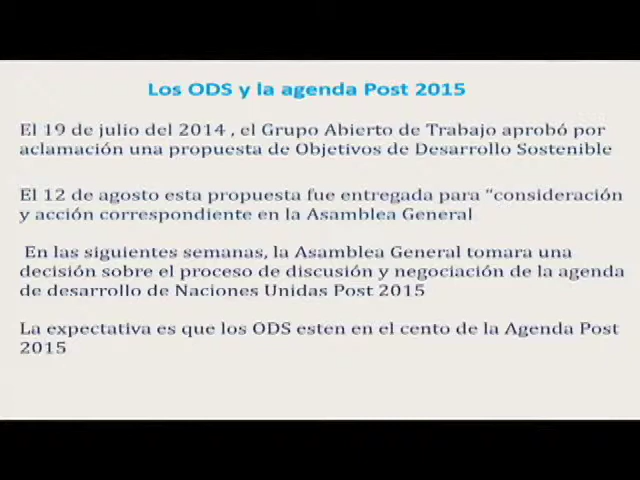 Los ODS y la agenda Post 2015
El 19 de julio del 2014 , el Grupo Abierto de Trabajo aprobó por
aclamación una propuesta de Objetivos de Desarrollo Sostenible
El 12 de agosto esta propuesta fue entregada para "consideración
y acción correspondiente en la Asamblea General
En las siguientes semanas, la Asamblea General tomara una
decisión sobre el proceso de discusión y negociación de la agenda
de desarrollo de Naciones Unidas Post 2015
La expectativa es que los ODS esten en el cento de la Agenda Post
2015